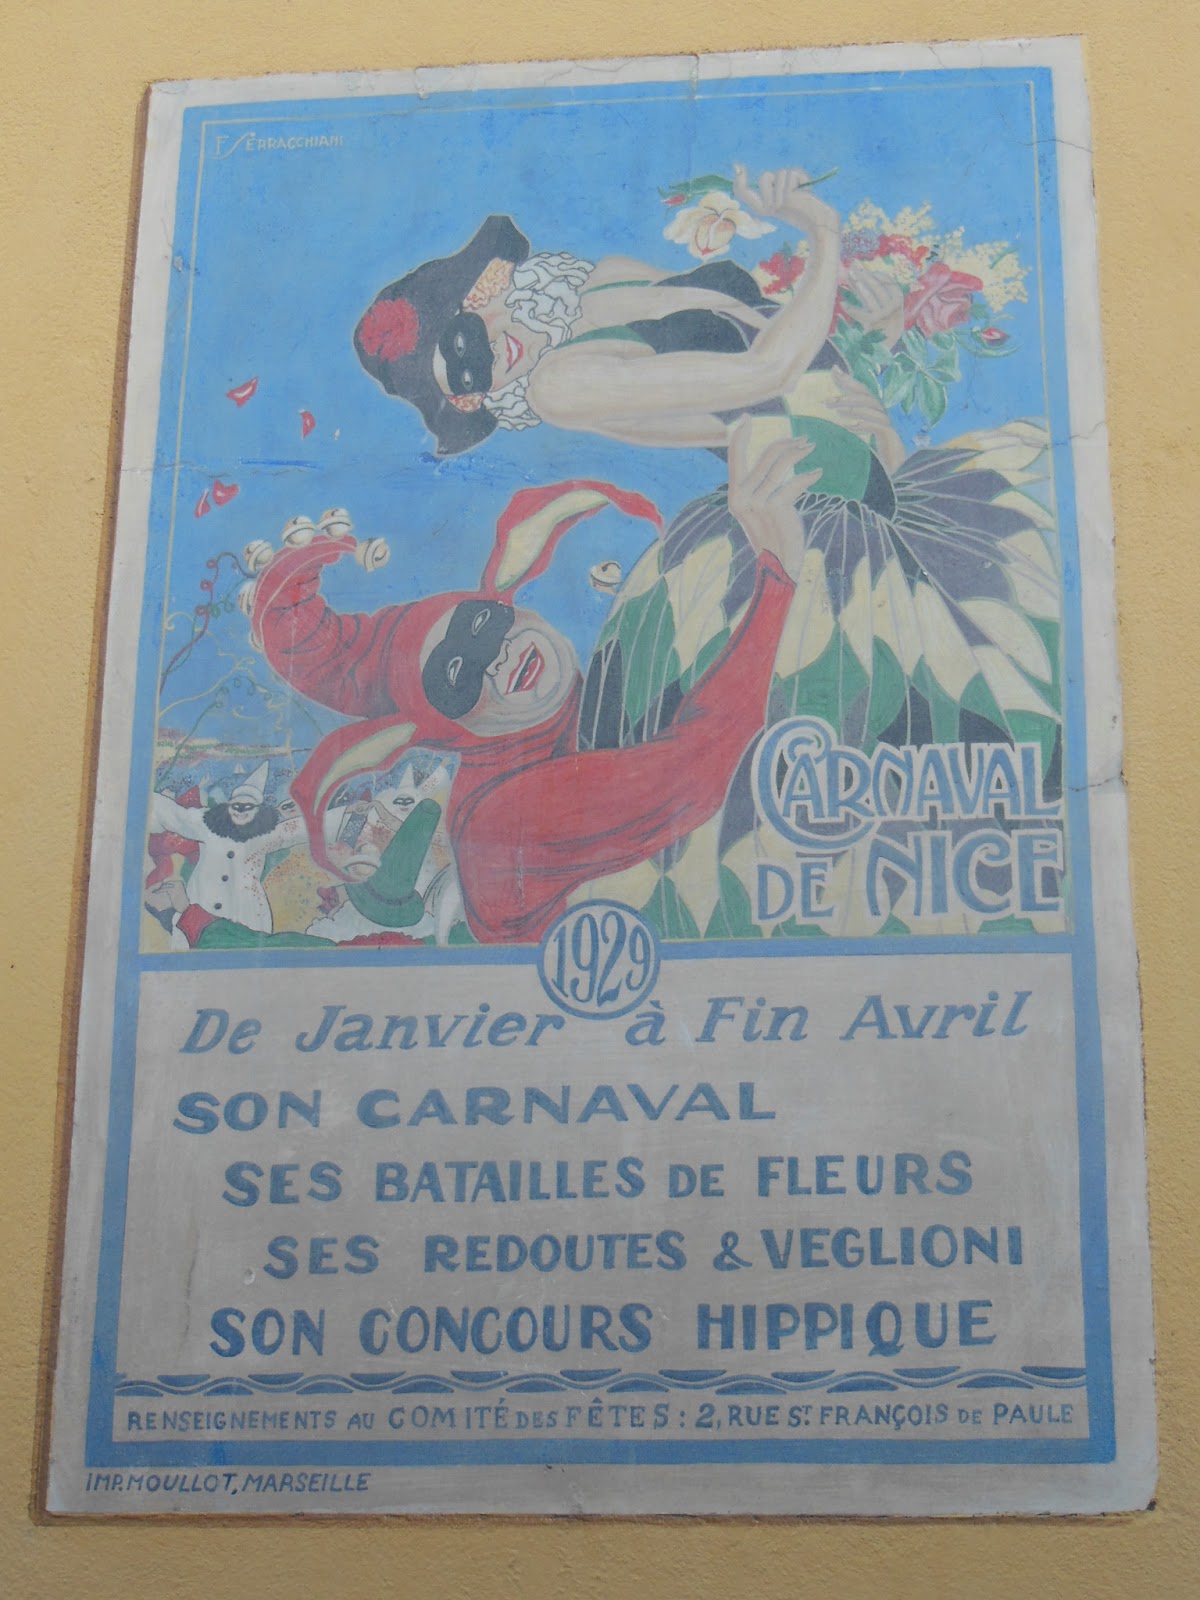 F. SERRACCHIANI
CARNAVAL
DE NICE
1929
De Janvier à Fin Avril
SON CARNAVAL
SES BATAILLES DE FLEURS
SES REDOUTES & VEGLIONI
SON CONCOURS HIPPIQUE
RENSEIGNEMENTS AU COMITÉ DES FÊTES : 2, RUE ST FRANÇOIS DE PAULE
IMP. MOULLOT, MARSEILLE